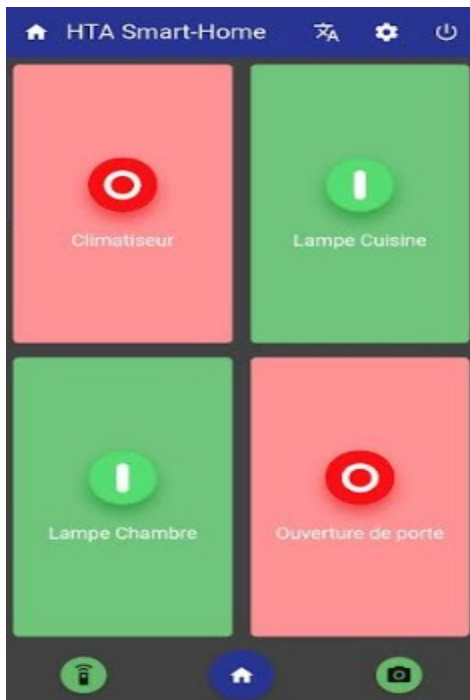 HTA Smart-Home
Climatiseur
Lampe Cuisine
Lampe Chambre
Ouverture de porte